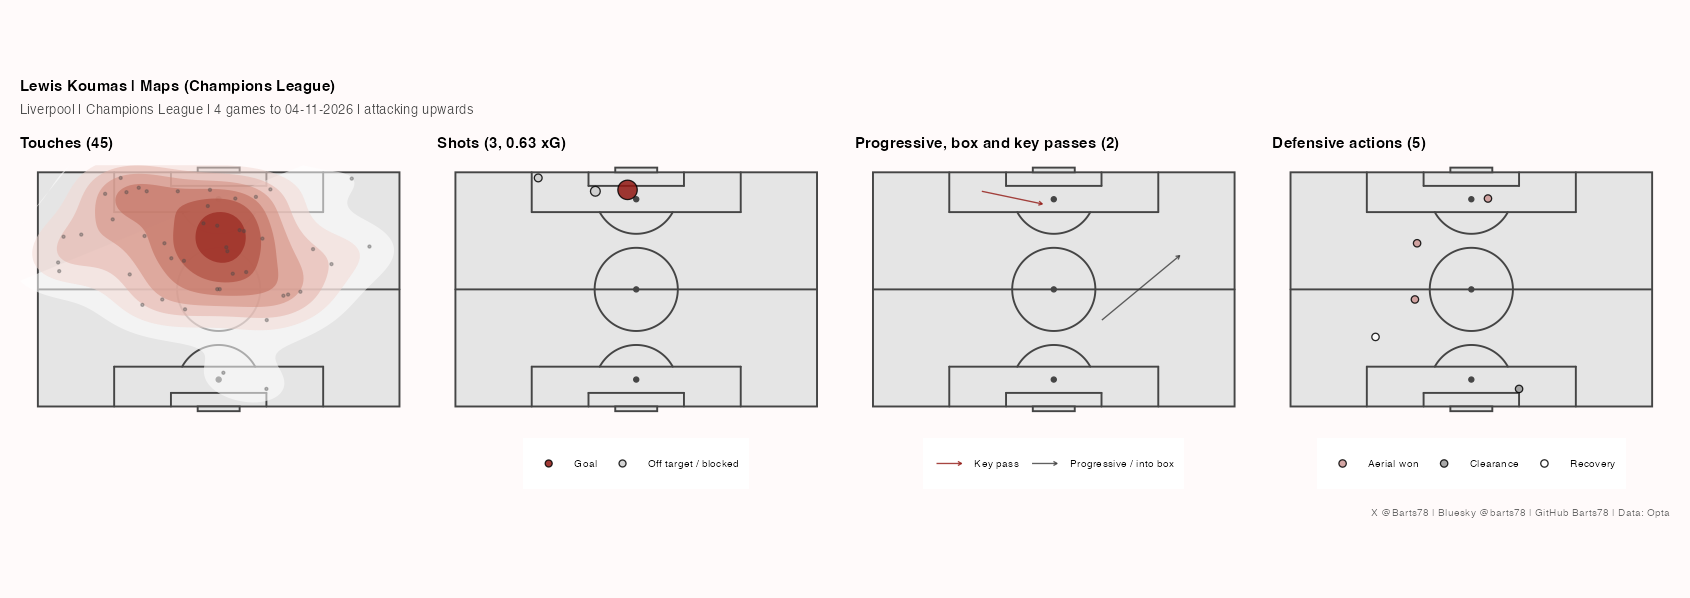 Lewis Koumas | Maps (Champions League)
Liverpool | Champions League | 4 games to 04-11-2026 | attacking upwards
Touches (45)
Shots (3, 0.63 xG)
Progressive, box and key passes (2)
Defensive actions (5)
Goal
Off target / blocked
Key pass
Progressive / into box
Aerial won
Clearance
Recovery
X @Barts78 | Bluesky @barts78 | GitHub Barts78 | Data: Opta